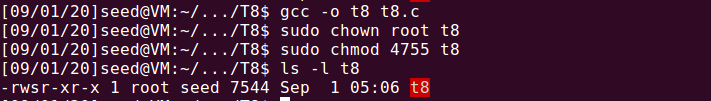 [09/01/20]seed@VM:~/.../T8$ gcc -o t8 t8.c
[09/01/20]seed@VM:~/.../T8$ sudo chown root t8
[09/01/20]seed@VM:~/.../T8$ sudo chmod 4755 t8
[09/01/20]seed@VM:~/.../T8$ ls -l t8
-rwsr-xr-x 1 root seed 7544 Sep  1 05:06 t8